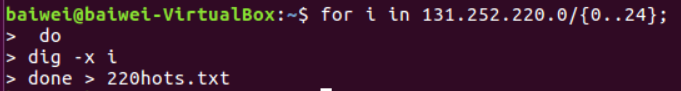 baiwei@baiwei-VirtualBox:~$ for i in 131.252.220.0/{0..24};
>  do
> dig -x i
> done > 220hots.txt